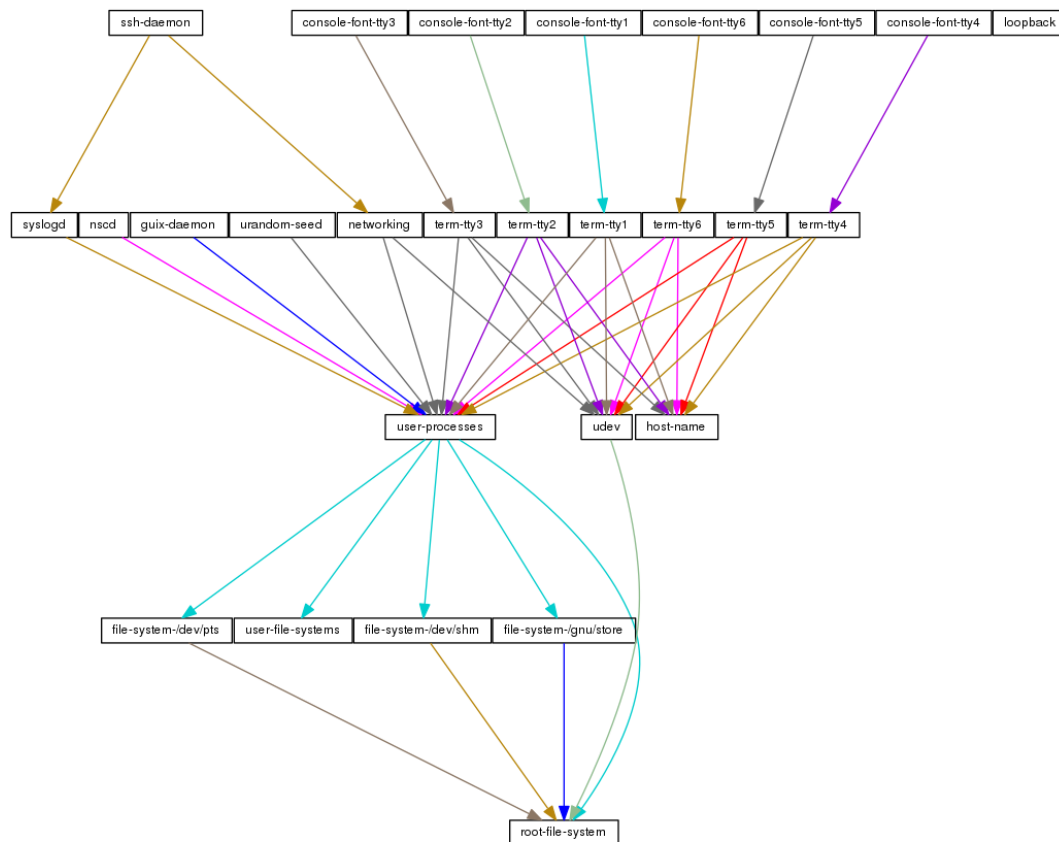 ssh-daemon
console-font-tty3
console-font-tty2
console-font-tty1
console-font-tty6
console-font-tty5
console-font-tty4
loopback
syslogd
nscd
guix-daemon
urandom-seed
networking
term-tty3
term-tty2
term-tty1
term-tty6
term-tty5
term-tty4
user-processes
udev
host-name
file-system-/dev/pts
user-file-systems
file-system-/dev/shm
file-system-/gnu/store
root-file-system